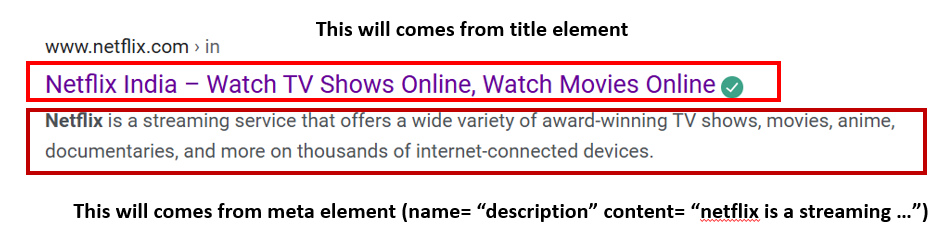 This will comes from title element
www.netflix.com › in
Netflix India – Watch TV Shows Online, Watch Movies Online
Netflix is a streaming service that offers a wide variety of award-winning TV shows, movies, anime,
documentaries, and more on thousands of internet-connected devices.
This will comes from meta element (name= “description” content= “netflix is a streaming …”)